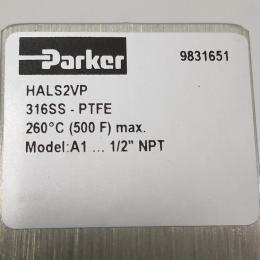 Parker 9831651
HALS2VP
316SS - PTFE
260°C (500 F) max.
Model:A1 ... 1/2" NPT